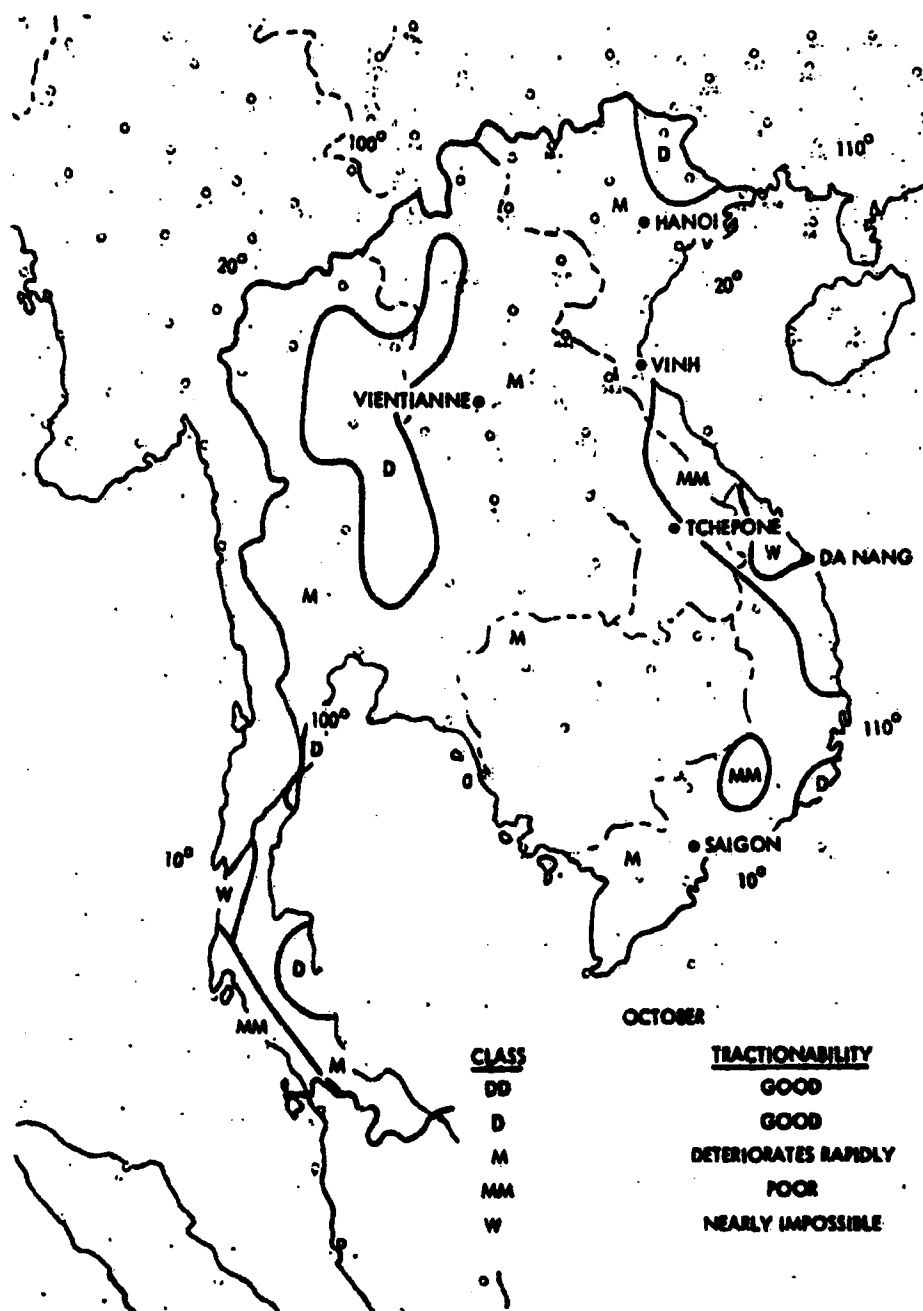 100°
D
110°
M
HANOI
20°
20°
VINH
VIENTIANNE
M
D
MM
TCHEPONE
W
DA NANG
M
M
100°
D
110°
MM
D
SAIGON
10°
M
10°
W
D
MM
M
OCTOBER
CLASS TRACTIONABILITY
DD GOOD
D GOOD
M DETERIORATES RAPIDLY
MM POOR
W NEARLY IMPOSSIBLE